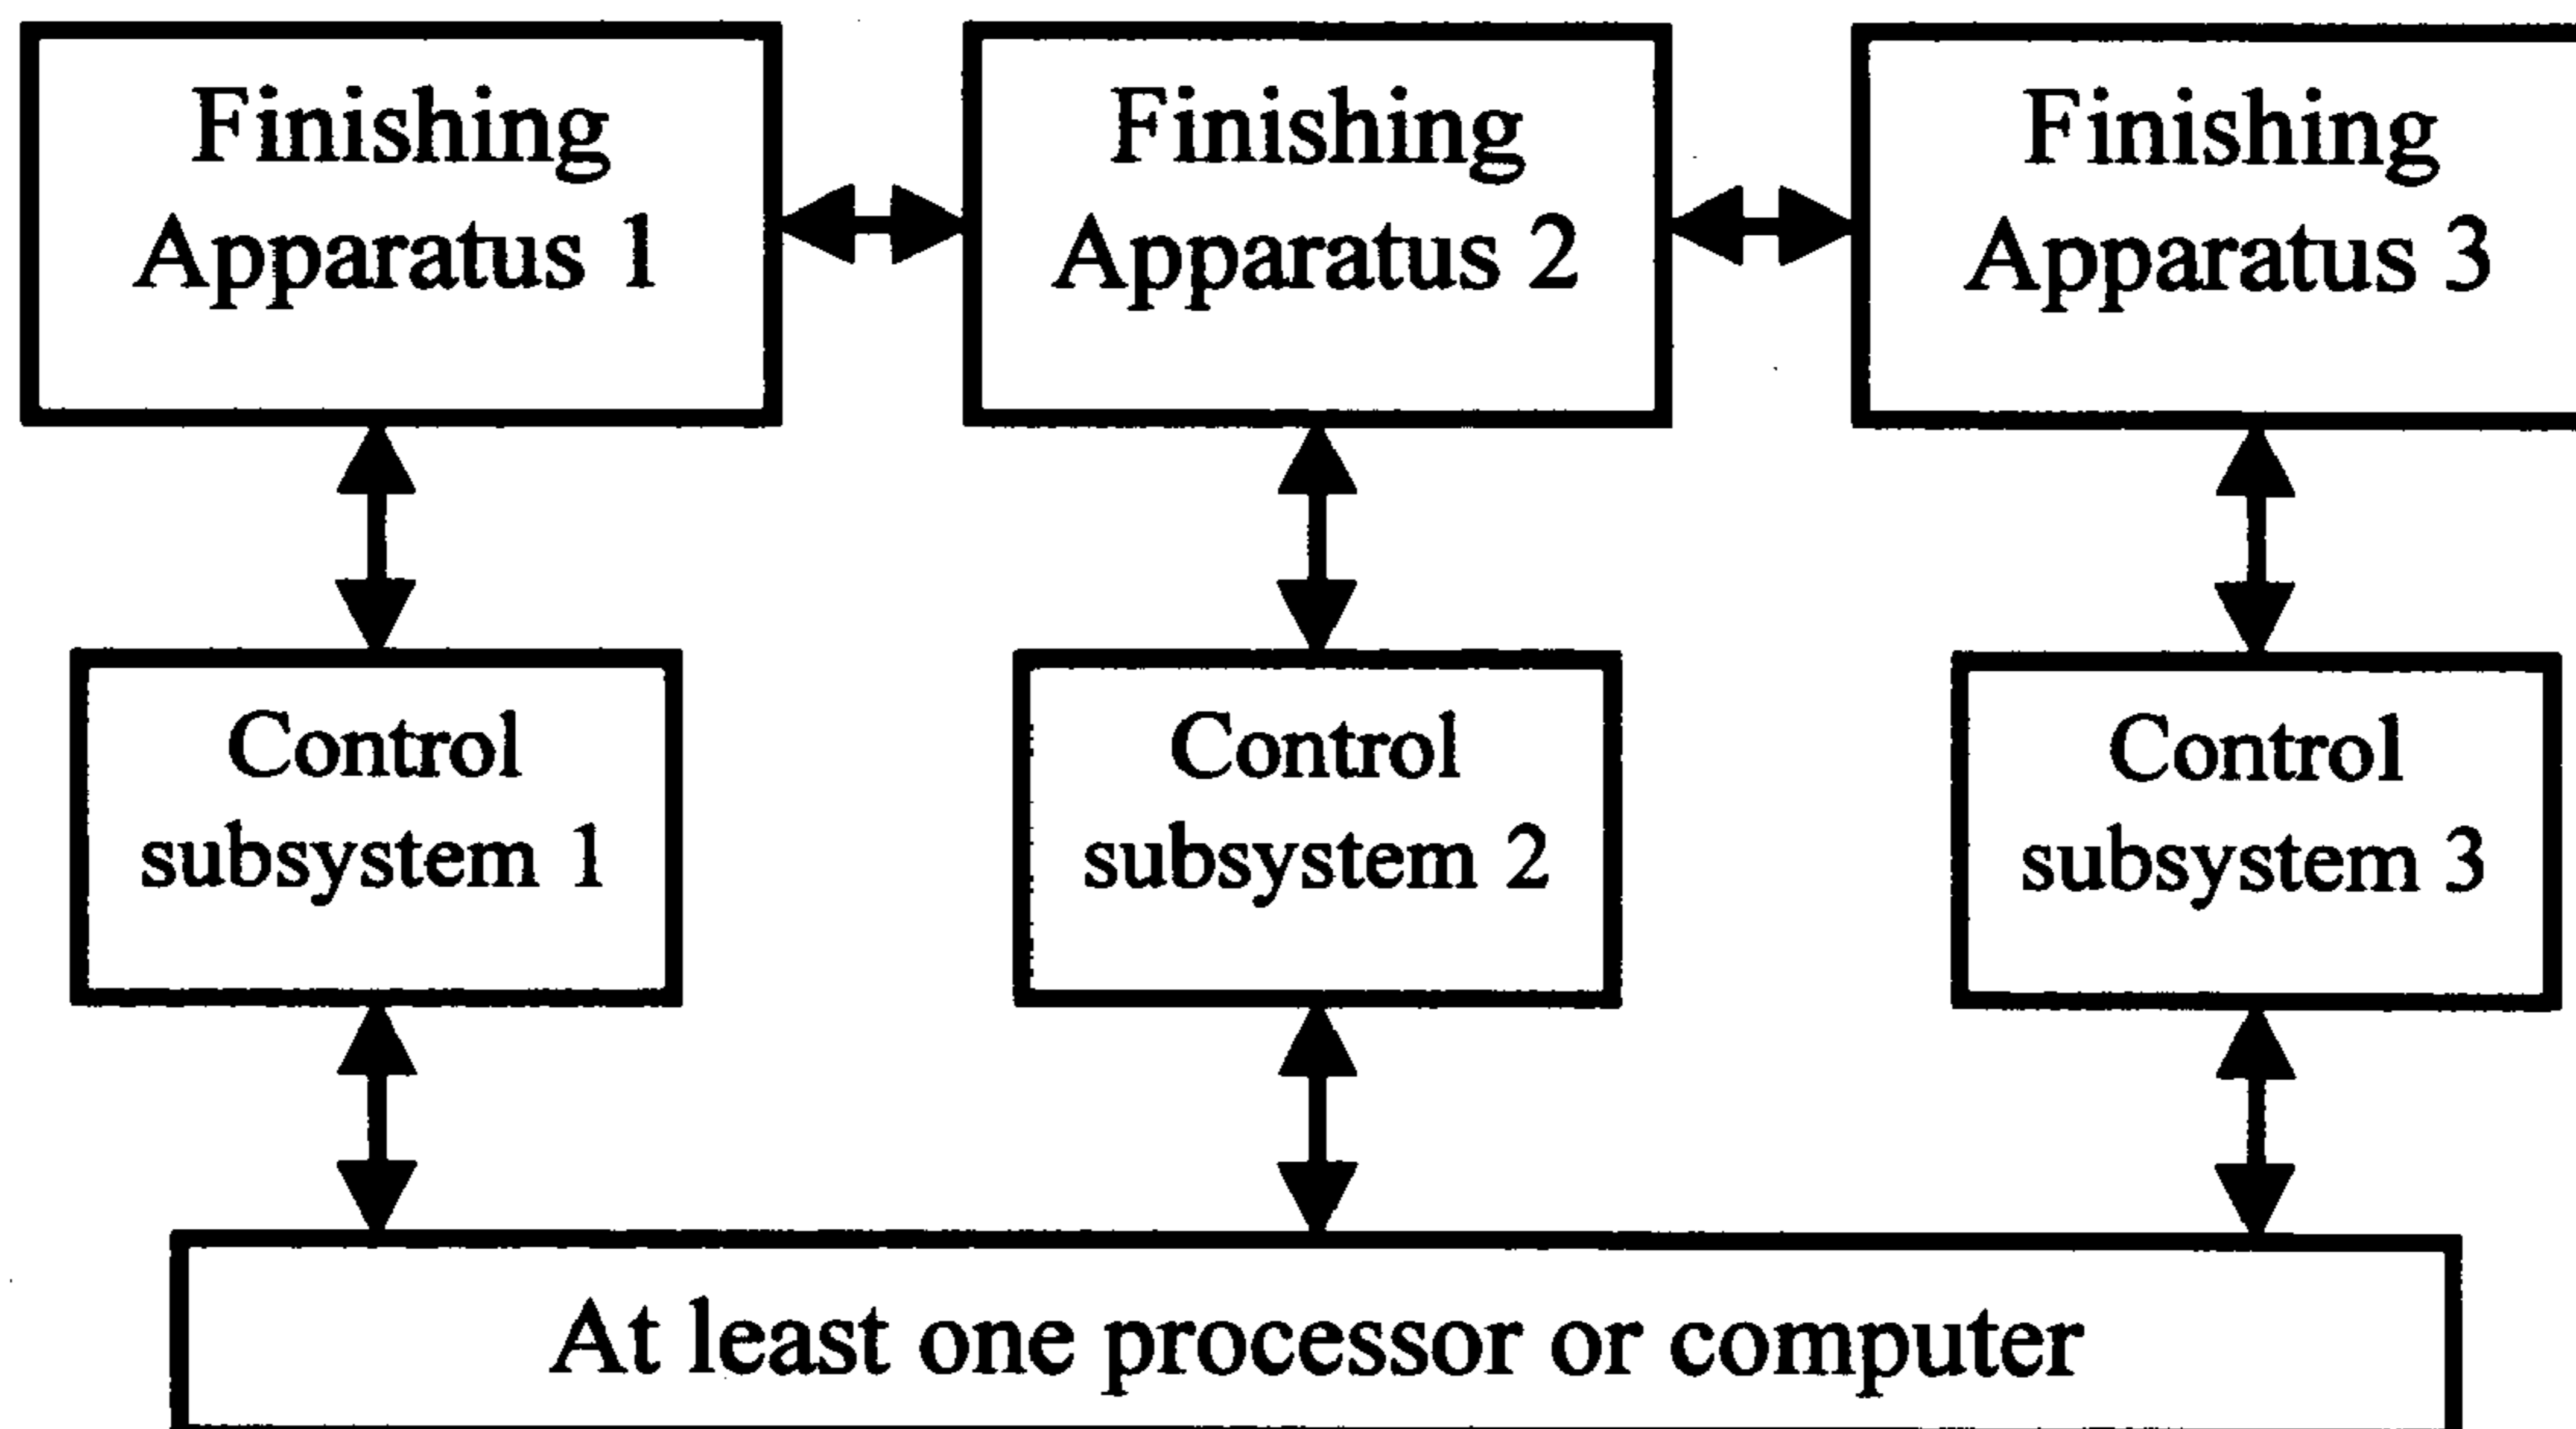 Finishing
Apparatus 1
Finishing
Apparatus 2
Finishing
Apparatus 3
Control
subsystem 1
Control
subsystem 2
Control
subsystem 3
At least one processor or computer